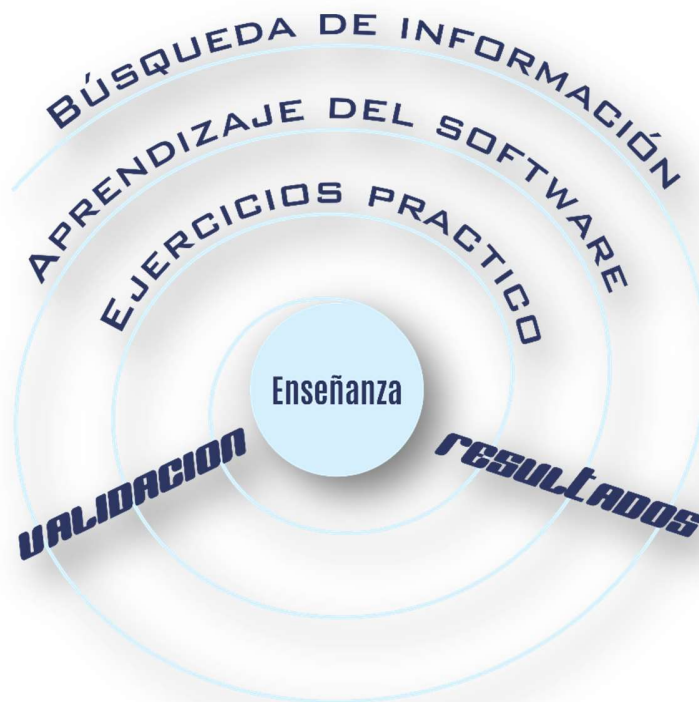 BÚSQUEDA DE INFORMACIÓN
APRENDIZAJE DEL SOFTWARE
EJERCICIOS PRACTICO
Enseñanza
VALIDACION
resultados